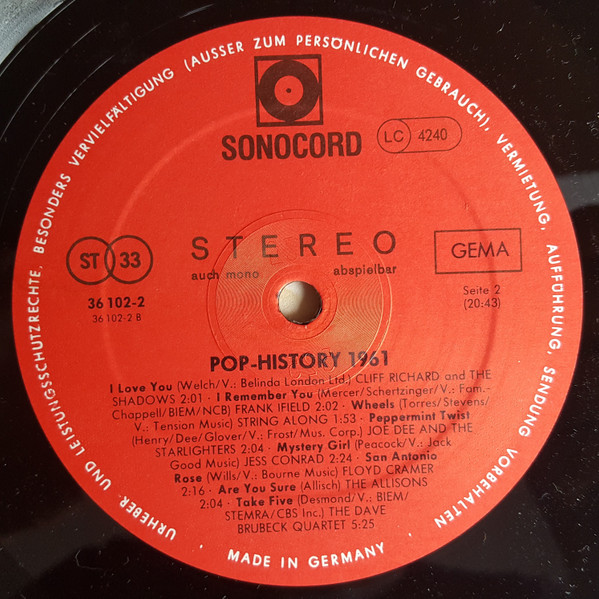 URHEBER- UND LEISTUNGSSCHUTZRECHTE, BESONDERS VERVIELFÄLTIGUNG (AUSSER ZUM PERSÖNLICHEN GEBRAUCH), VERMIETUNG, AUFFÜHRUNG, SENDUNG VORBEHALTEN
SONOCORD
LC 4240
STEREO
auch mono abspielbar
ST 33
GEMA
36 102-2
36 102-2 B
Seite 2
(20:43)
POP-HISTORY 1961
I Love You (Welch/V.: Belinda London Ltd.) CLIFF RICHARD and THE
SHADOWS 2:01 · I Remember You (Mercer/Schertzinger/V.: Fam.-
Chappell/BIEM/NCB) FRANK IFIELD 2:02 · Wheels (Torres/Stevens/
V.: Tension Music) STRING ALONG 1:53 · Peppermint Twist
(Henry/Dee/Glover/V.: Frost/Mus. Corp.) JOE DEE AND THE
STARLIGHTERS 2:04 · Mystery Girl (Peacock/V.: Jack
Good Music) JESS CONRAD 2:24 · San Antonio
Rose (Wills/V.: Bourne Music) FLOYD CRAMER
2:16 · Are You Sure (Allisch) THE ALLISONS
2:04 · Take Five (Desmond/V.: BIEM/
STEMRA/CBS Inc.) THE DAVE
BRUBECK QUARTET 5:25
· MADE IN GERMANY ·